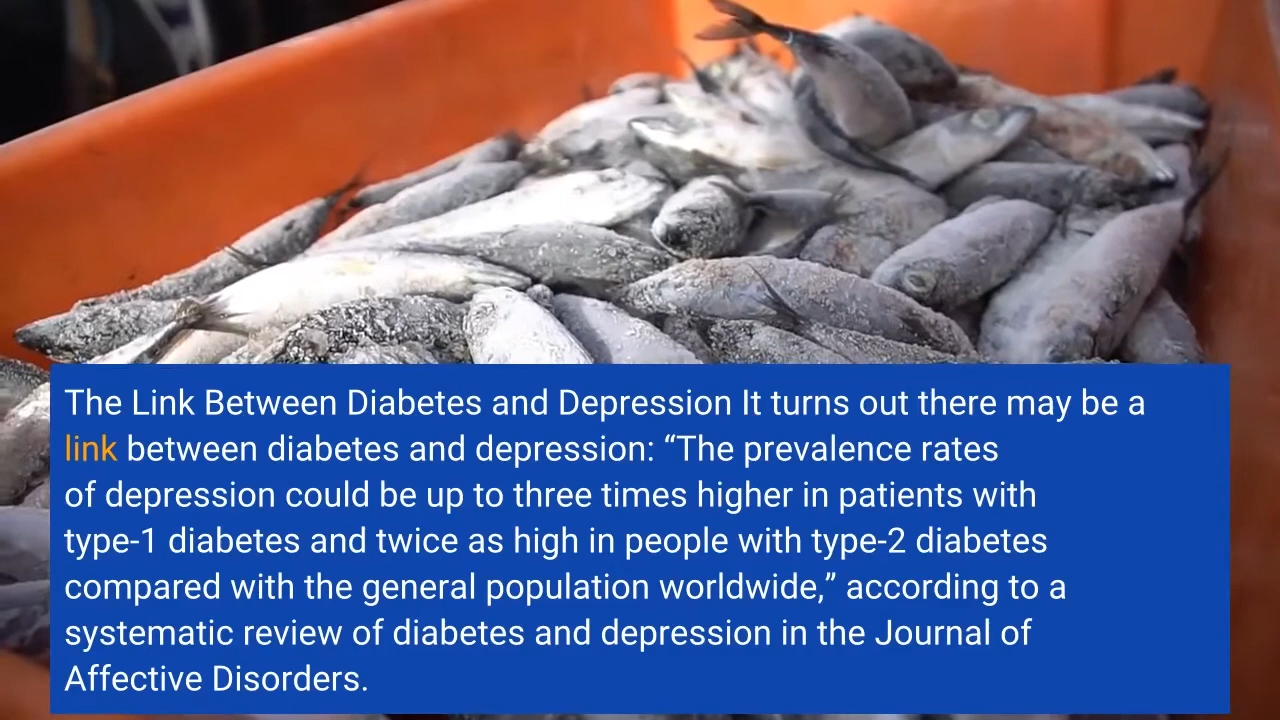 The Link Between Diabetes and Depression It turns out there may be a
link between diabetes and depression: “The prevalence rates
of depression could be up to three times higher in patients with
type-1 diabetes and twice as high in people with type-2 diabetes
compared with the general population worldwide,” according to a
systematic review of diabetes and depression in the Journal of
Affective Disorders.